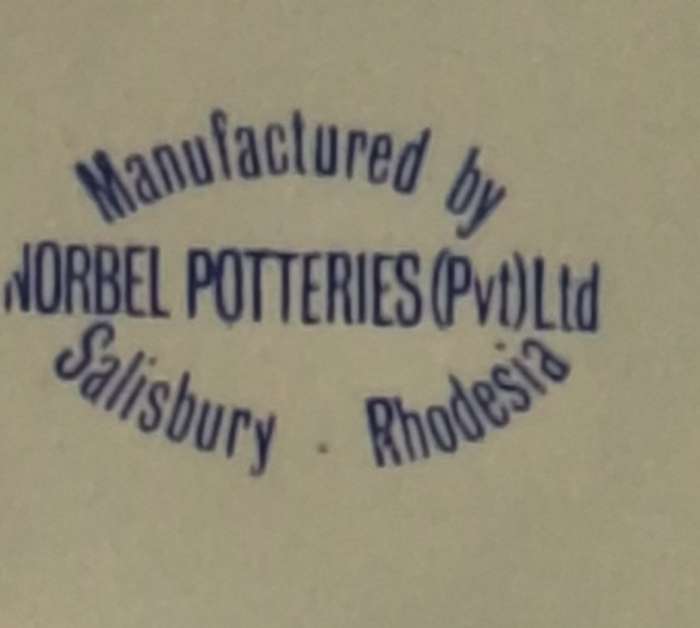 Manufactured by
NORBEL POTTERIES (Pvt) Ltd
Salisbury . Rhodesia